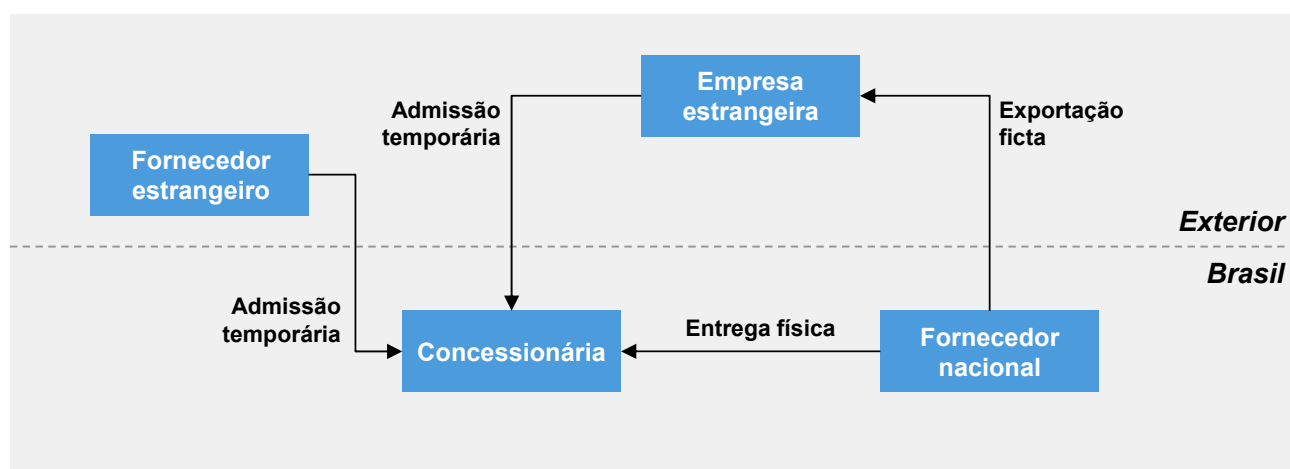 Empresa
estrangeira
Admissão
temporária
Exportação
ficta
Fornecedor
estrangeiro
Exterior
Brasil
Admissão
temporária
Concessionária
Entrega física
Fornecedor
nacional